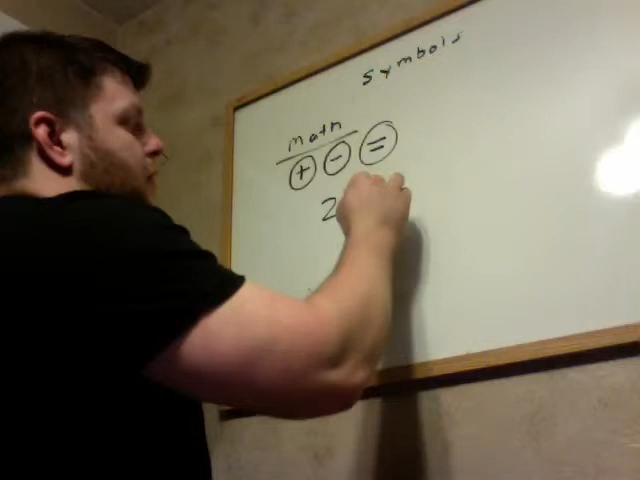 symbols
math
+ - =
2